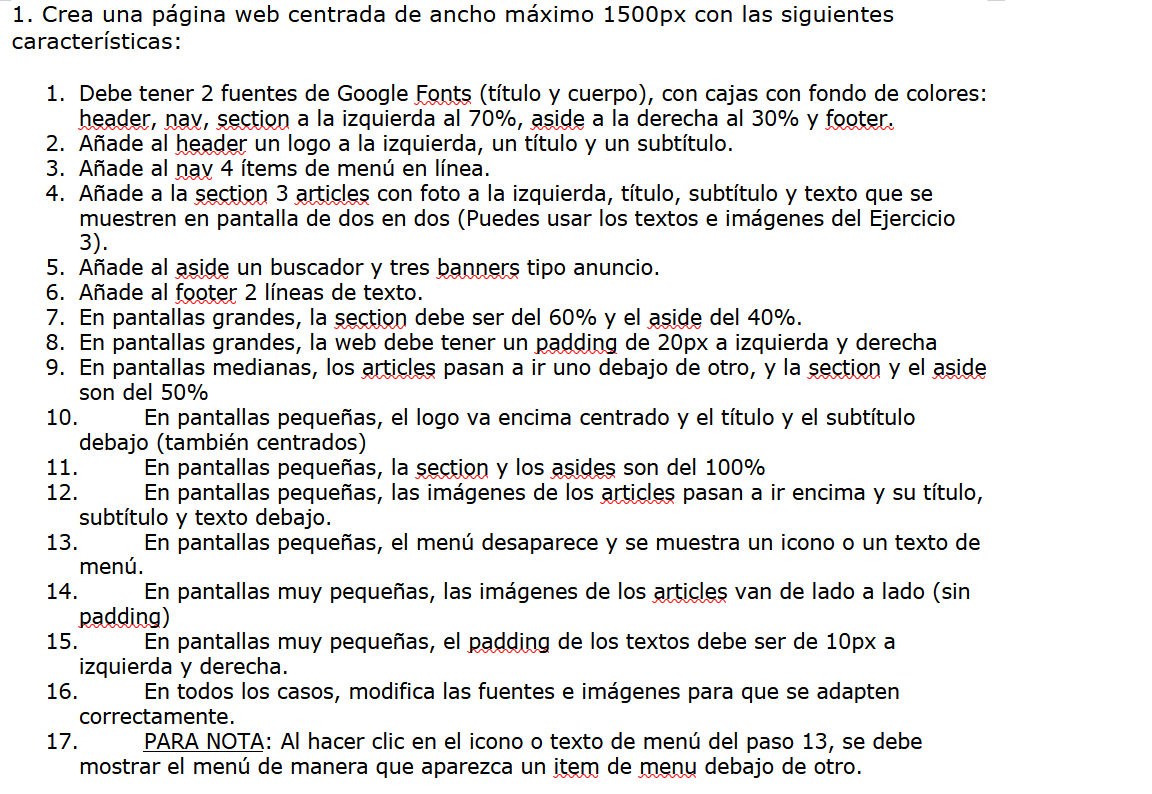 1. Crea una página web centrada de ancho máximo 1500px con las siguientes
características:
1. Debe tener 2 fuentes de Google Fonts (título y cuerpo), con cajas con fondo de colores:
header, nav, section a la izquierda al 70%, aside a la derecha al 30% y footer.
2. Añade al header un logo a la izquierda, un título y un subtítulo.
3. Añade al nav 4 ítems de menú en línea.
4. Añade a la section 3 articles con foto a la izquierda, título, subtítulo y texto que se
muestren en pantalla de dos en dos (Puedes usar los textos e imágenes del Ejercicio
3).
5. Añade al aside un buscador y tres banners tipo anuncio.
6. Añade al footer 2 líneas de texto.
7. En pantallas grandes, la section debe ser del 60% y el aside del 40%.
8. En pantallas grandes, la web debe tener un padding de 20px a izquierda y derecha
9. En pantallas medianas, los articles pasan a ir uno debajo de otro, y la section y el aside
son del 50%
10. En pantallas pequeñas, el logo va encima centrado y el título y el subtítulo
debajo (también centrados)
11. En pantallas pequeñas, la section y los asides son del 100%
12. En pantallas pequeñas, las imágenes de los articles pasan a ir encima y su título,
subtítulo y texto debajo.
13. En pantallas pequeñas, el menú desaparece y se muestra un icono o un texto de
menú.
14. En pantallas muy pequeñas, las imágenes de los articles van de lado a lado (sin
padding)
15. En pantallas muy pequeñas, el padding de los textos debe ser de 10px a
izquierda y derecha.
16. En todos los casos, modifica las fuentes e imágenes para que se adapten
correctamente.
17. PARA NOTA: Al hacer clic en el icono o texto de menú del paso 13, se debe
mostrar el menú de manera que aparezca un item de menu debajo de otro.